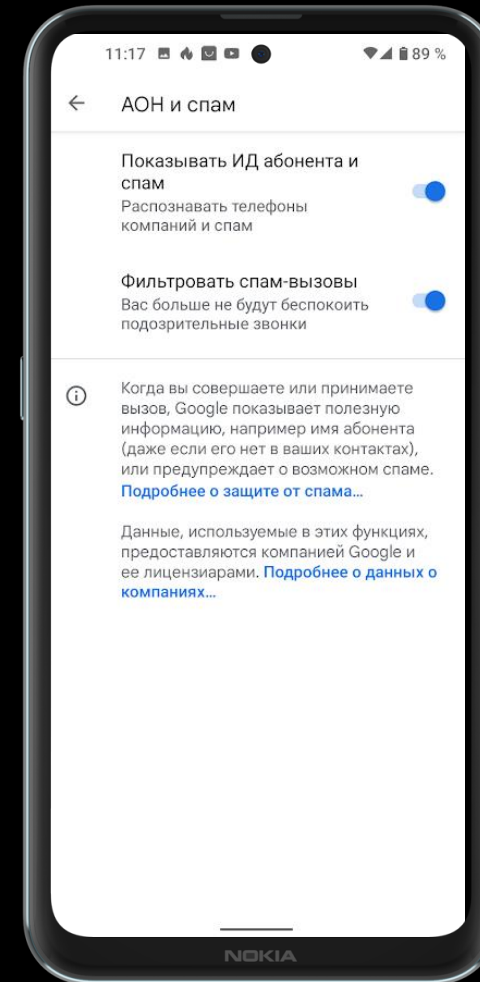 11:17 89 %
АОН и спам
Показывать ИД абонента и
спам
Распознавать телефоны
компаний и спам
Фильтровать спам-вызовы
Вас больше не будут беспокоить
подозрительные звонки
Когда вы совершаете или принимаете
вызов, Google показывает полезную
информацию, например имя абонента
(даже если его нет в ваших контактах),
или предупреждает о возможном спаме.
Подробнее о защите от спама...
Данные, используемые в этих функциях,
предоставляются компанией Google и
ее лицензиарами. Подробнее о данных о
компаниях...
NOKIA